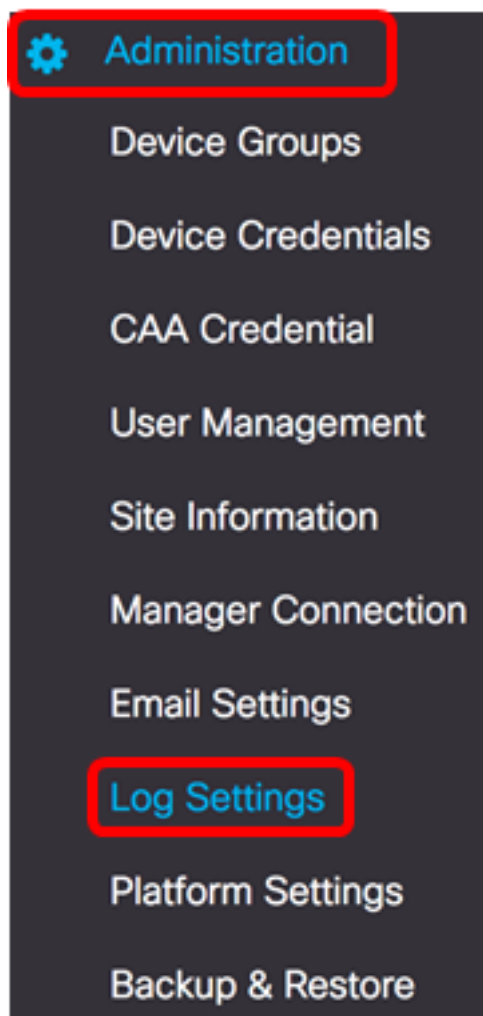 Administration
Device Groups
Device Credentials
CAA Credential
User Management
Site Information
Manager Connection
Email Settings
Log Settings
Platform Settings
Backup & Restore